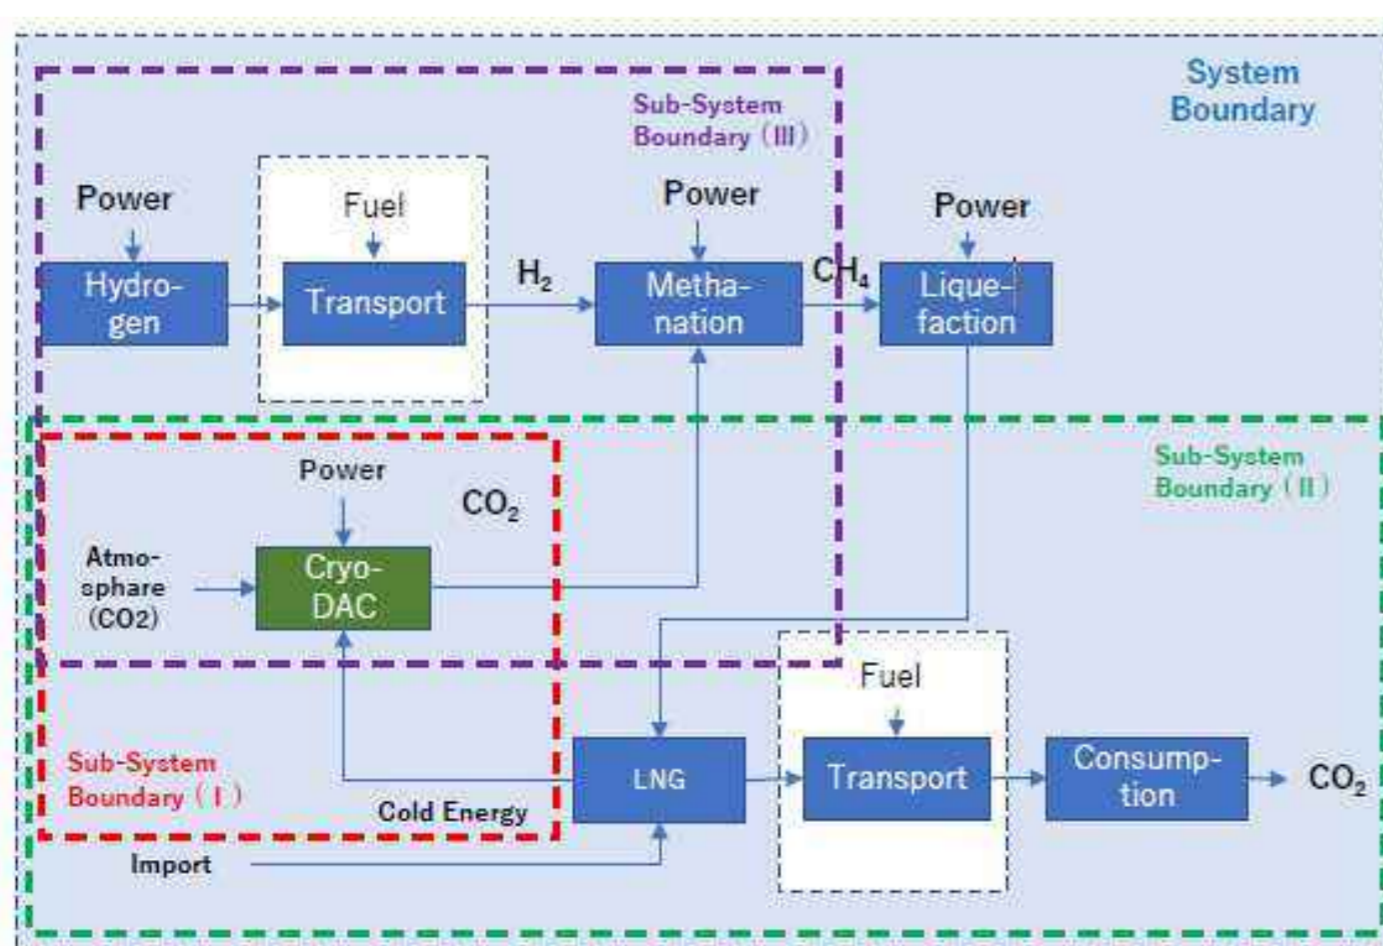 System
Boundary
Sub-System
Boundary (III)
Power
Fuel
Power
Power
Hydro-
gen
Transport
H₂
Metha-
nation
CH₄
Lique-
faction
Sub-System
Boundary (II)
Power
CO₂
Atmo-
sphare
(CO2)
Cryo-
DAC
Fuel
Sub-System
Boundary (I)
Cold Energy
LNG
Transport
Consump-
tion
CO₂
Import